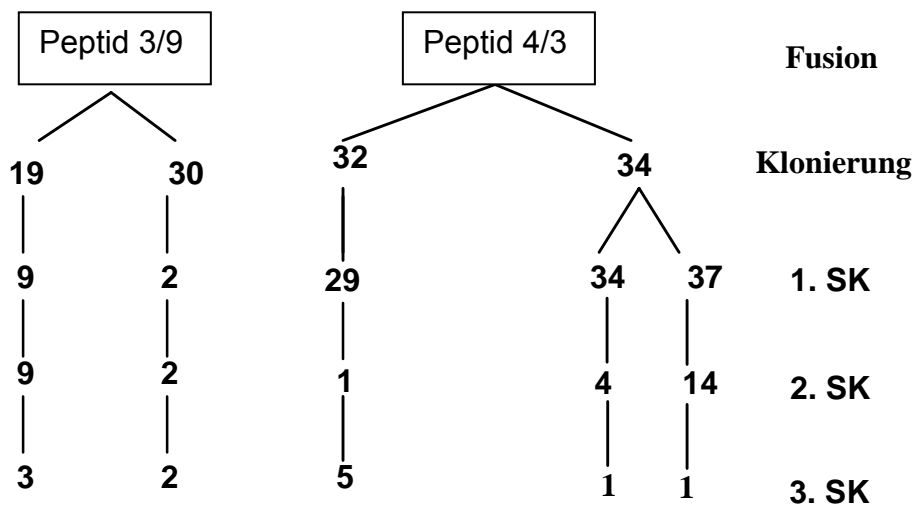 Peptid 3/9 Peptid 4/3 Fusion
19 30 32 34 Klonierung
9 2 29 34 37 1. SK
9 2 1 4 14 2. SK
3 2 5 1 1 3. SK